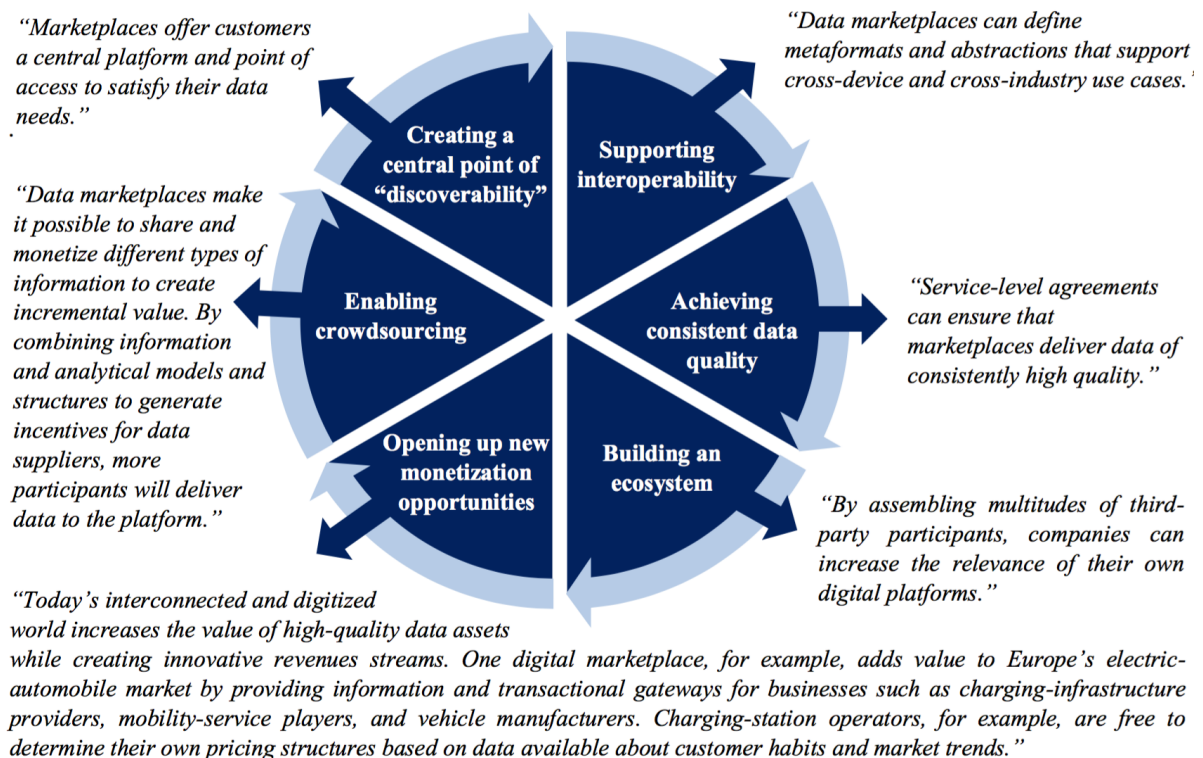 “Marketplaces offer customers
a central platform and point of
access to satisfy their data
needs.”
.
“Data marketplaces can define
metaformats and abstractions that support
cross-device and cross-industry use cases.’
Creating a
central point of
“discoverability”
Supporting
interoperability
“Data marketplaces make
it possible to share and
monetize different types of
information to create
incremental value. By
combining information
and analytical models and
structures to generate
incentives for data
suppliers, more
participants will deliver
data to the platform.”
Enabling
crowdsourcing
Achieving
consistent data
quality
“Service-level agreements
can ensure that
marketplaces deliver data of
consistently high quality.”
Opening up new
monetization
opportunities
Building an
ecosystem
“By assembling multitudes of third-
party participants, companies can
increase the relevance of their own
digital platforms.”
“Today’s interconnected and digitized
world increases the value of high-quality data assets
while creating innovative revenues streams. One digital marketplace, for example, adds value to Europe’s electric-
automobile market by providing information and transactional gateways for businesses such as charging-infrastructure
providers, mobility-service players, and vehicle manufacturers. Charging-station operators, for example, are free to
determine their own pricing structures based on data available about customer habits and market trends.”